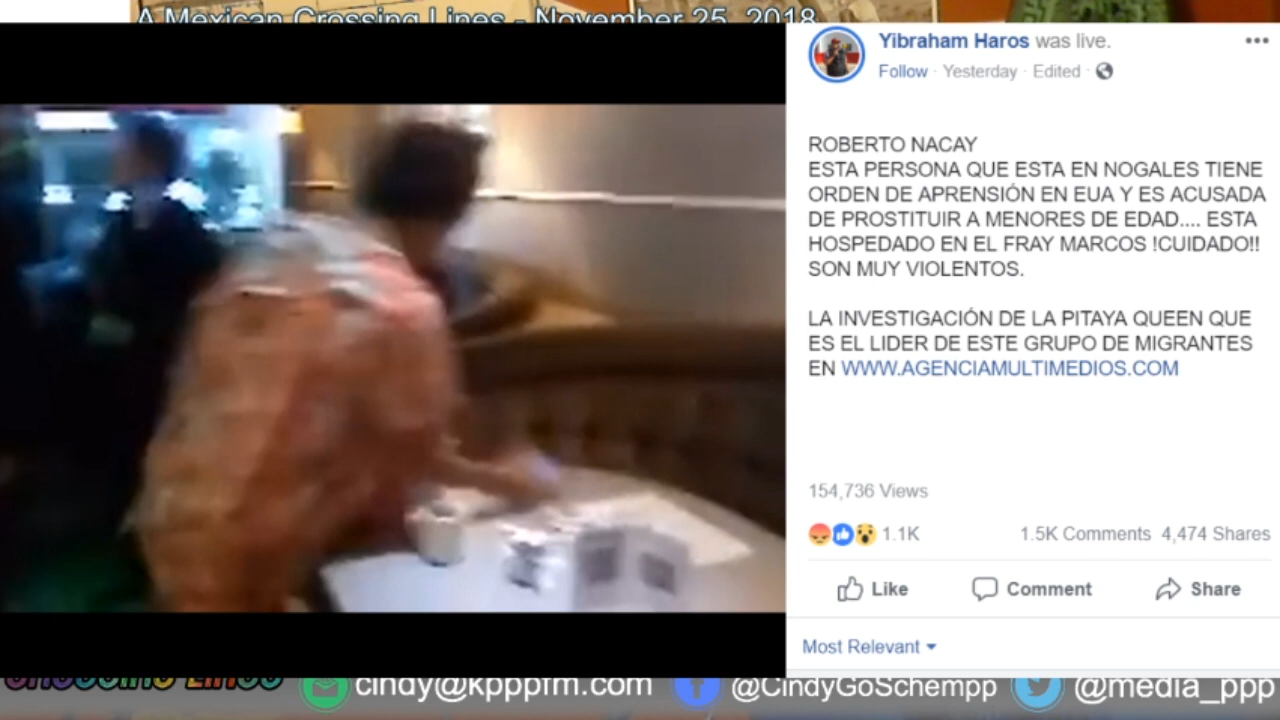 A Mexican Crossing Lines - November 25, 2018
Yibraham Haros was live.
Follow · Yesterday · Edited ·
ROBERTO NACAY
ESTA PERSONA QUE ESTA EN NOGALES TIENE
ORDEN DE APRENSIÓN EN EUA Y ES ACUSADA
DE PROSTITUIR A MENORES DE EDAD.... ESTA
HOSPEDADO EN EL FRAY MARCOS !CUIDADO!!
SON MUY VIOLENTOS.
LA INVESTIGACIÓN DE LA PITAYA QUEEN QUE
ES EL LIDER DE ESTE GRUPO DE MIGRANTES
EN WWW.AGENCIAMULTIMEDIOS.COM
154,736 Views
1.1K 1.5K Comments 4,474 Shares
Like Comment Share
Most Relevant
CROSSING LINES cindy@kpppfm.com @CindyGoSchempp @media_ppp